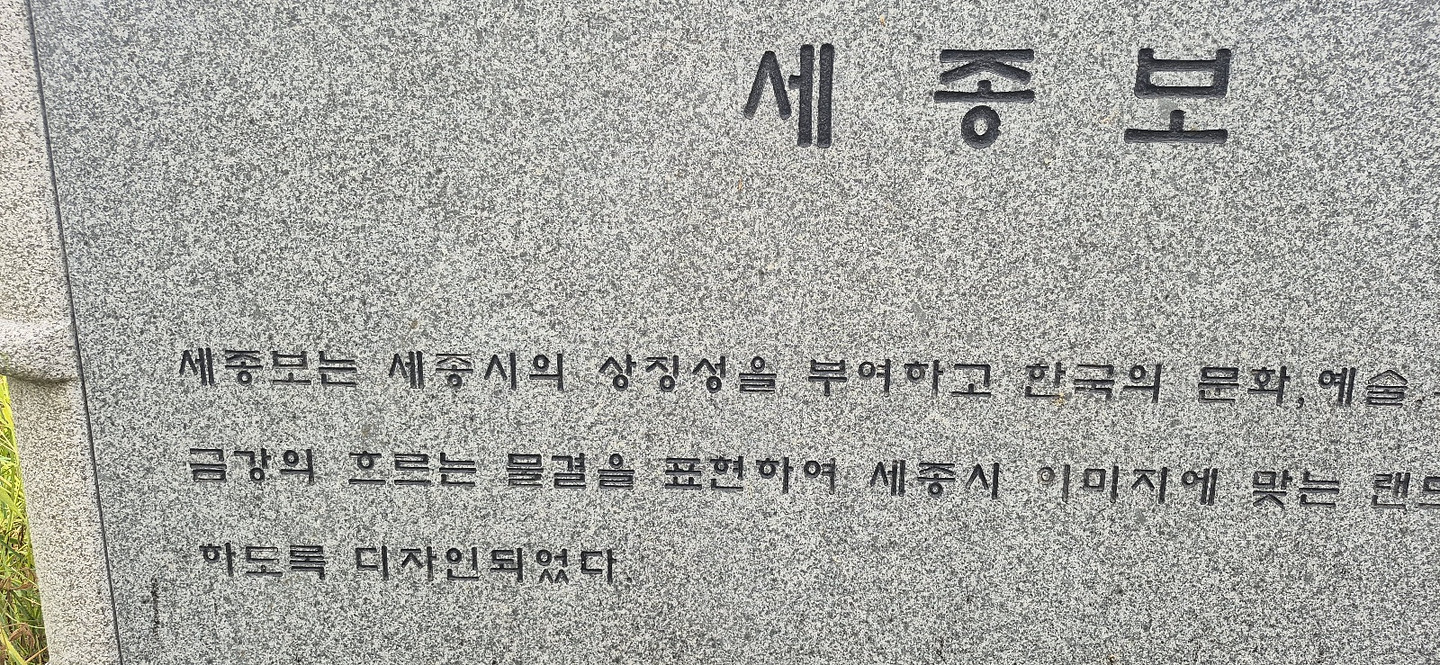 세종보
세종보는 세종시의 상징성을 부여하고 한국의 문화,예술.
금강의 흐르는 물결을 표현하여 세종시 이미지에 맞는
하도록 디자인되었다.